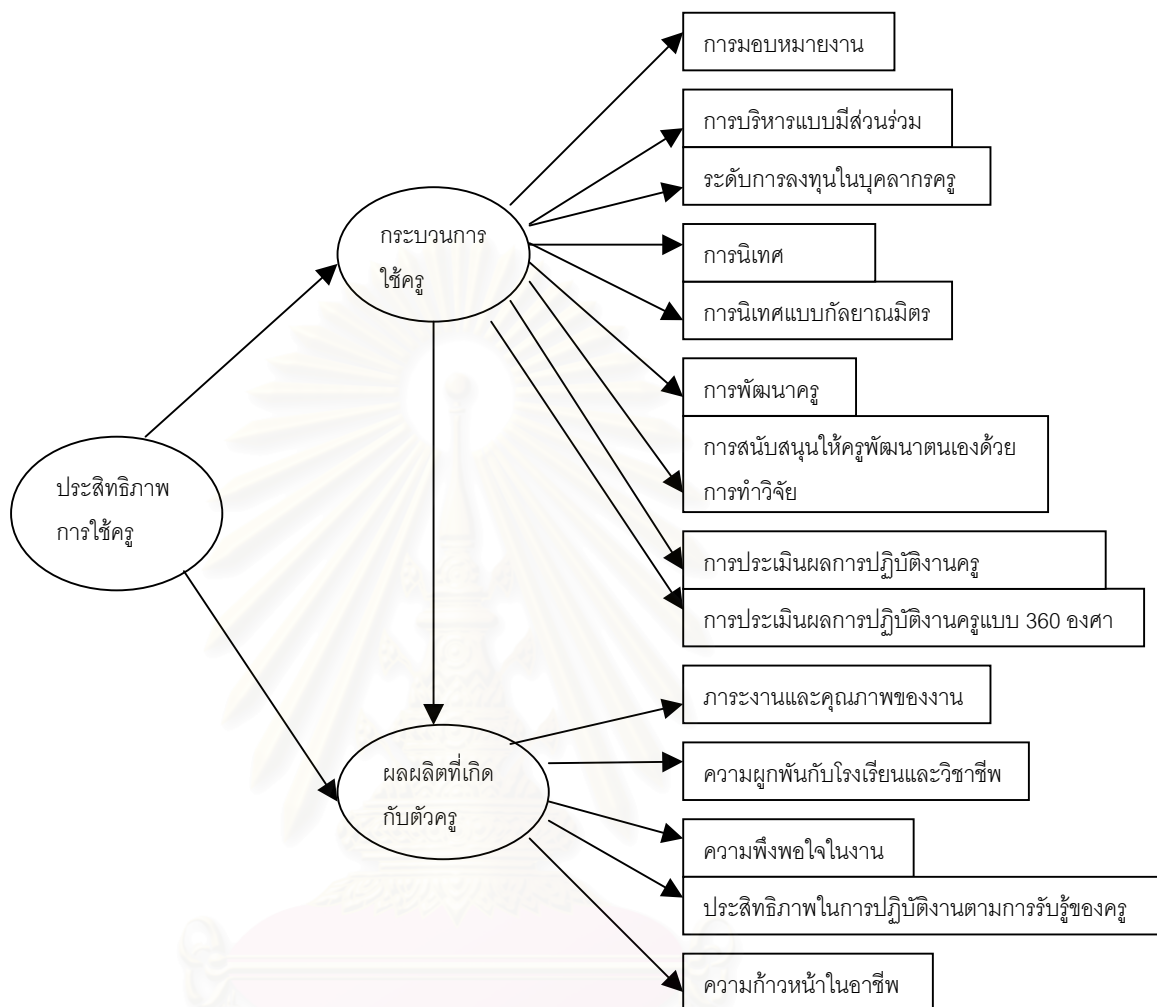 การมอบหมายงาน
การบริหารแบบมีส่วนร่วม
ระดับการลงทุนในบุคลากรครู
กระบวนการ
ใช้ครู
การนิเทศ
การนิเทศแบบกัลยาณมิตร
การพัฒนาครู
การสนับสนุนให้ครูพัฒนาตนเองด้วย
การทำวิจัย
ประสิทธิภาพ
การใช้ครู
การประเมินผลการปฏิบัติงานครู
การประเมินผลการปฏิบัติงานครูแบบ 360 องศา
ภาระงานและคุณภาพของงาน
ผลผลิตที่เกิด
กับตัวครู
ความผูกพันกับโรงเรียนและวิชาชีพ
ความพึงพอใจในงาน
ประสิทธิภาพในการปฏิบัติงานตามการรับรู้ของครู
ความก้าวหน้าในอาชีพ